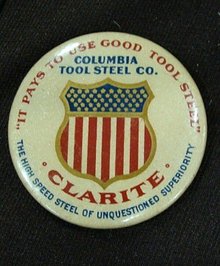 "IT PAYS TO USE GOOD TOOL STEEL"
COLUMBIA
TOOL STEEL CO.
• CLARITE •
THE HIGH SPEED STEEL OF UNQUESTIONED SUPERIORITY